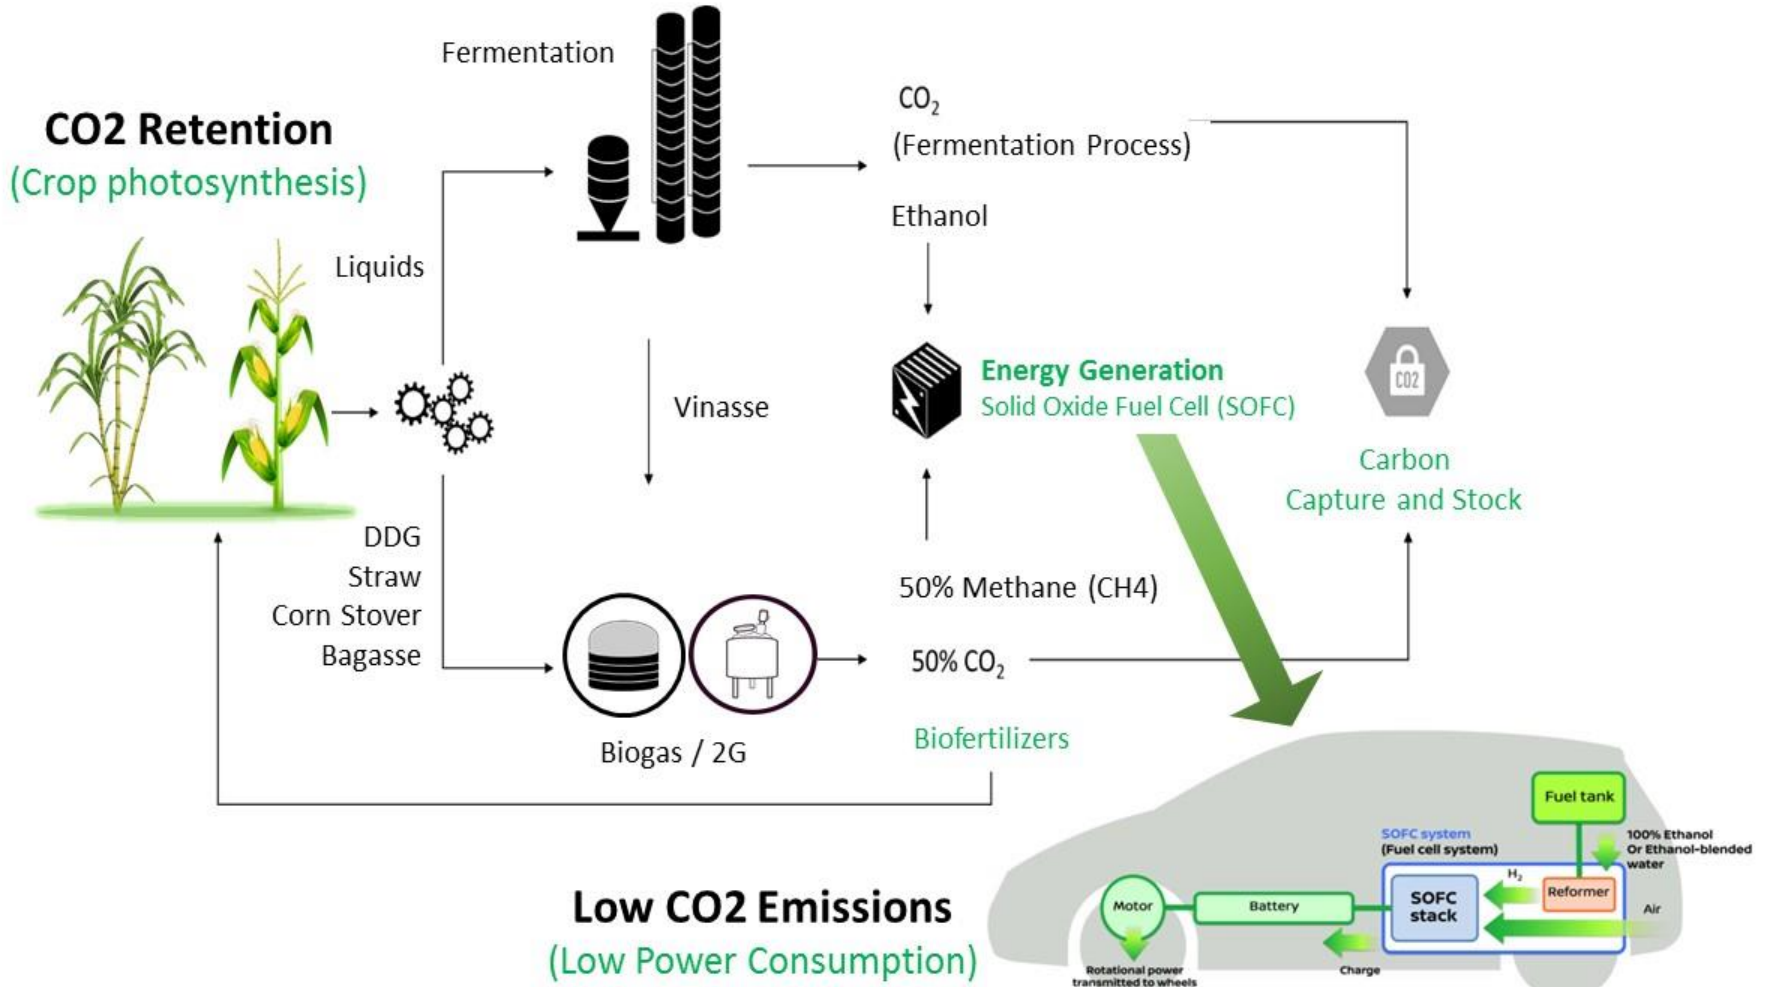 Fermentation
CO2 Retention
(Crop photosynthesis)
CO₂
(Fermentation Process)
Ethanol
Liquids
Energy Generation
Solid Oxide Fuel Cell (SOFC)
CO2
Vinasse
Carbon
Capture and Stock
DDG
Straw
Corn Stover
Bagasse
50% Methane (CH4)
50% CO₂
Biogas / 2G
Biofertilizers
Low CO2 Emissions
(Low Power Consumption)
Fuel tank
SOFC system
(Fuel cell system)
100% Ethanol
Or Ethanol-blended
water
H₂
Reformer
SOFC
stack
Air
Battery
Motor
Charge
Rotational power
transmitted to wheels